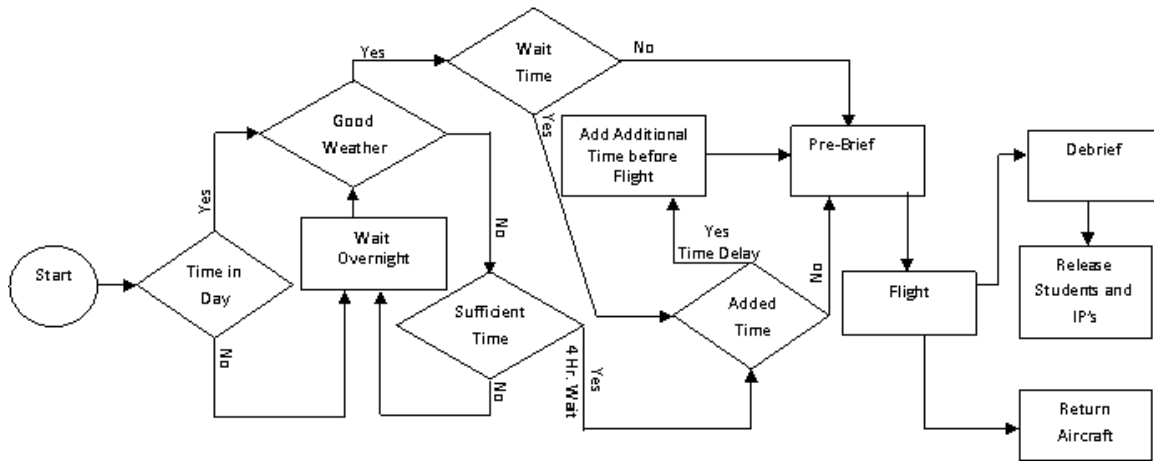 Start
Time in
Day
Yes
No
Good
Weather
Yes
No
Wait
Overnight
Sufficient
Time
No
Yes
4 Hr. Wait
Wait
Time
No
Yes
Add Additional
Time before
Flight
Yes
Time Delay
Added
Time
No
Pre-Brief
Flight
Debrief
Release
Students and
IP's
Return
Aircraft